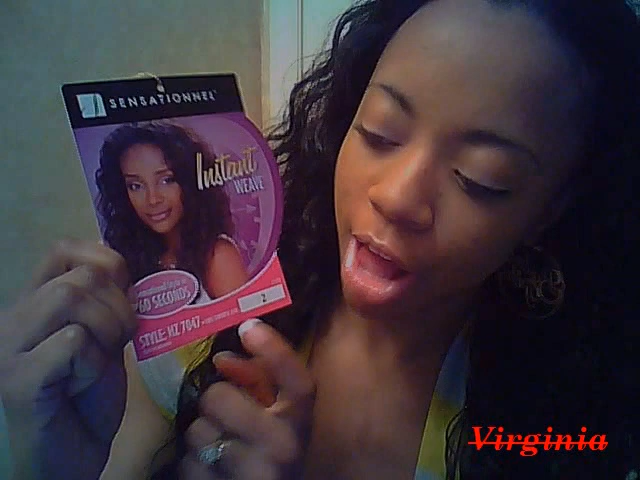 SENSATIONNEL
Instant
WEAVE
60 SECONDS
STYLE: HZ 7047
2
Virginia